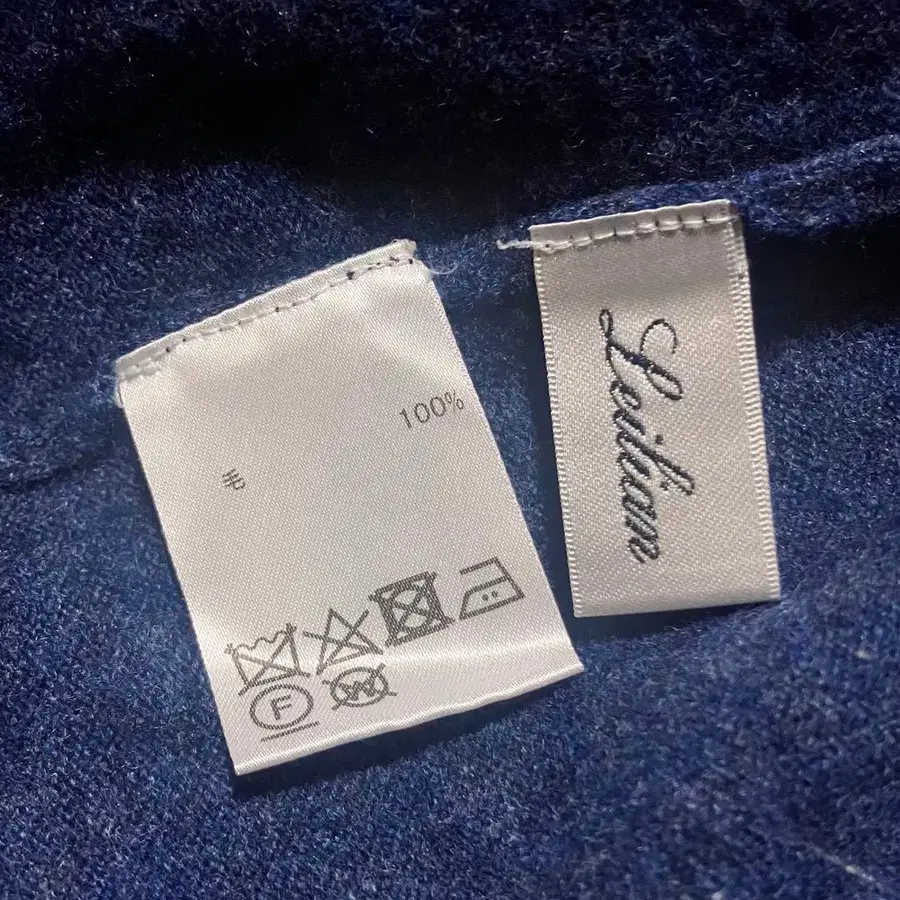 毛 100%
F
W
Leilian